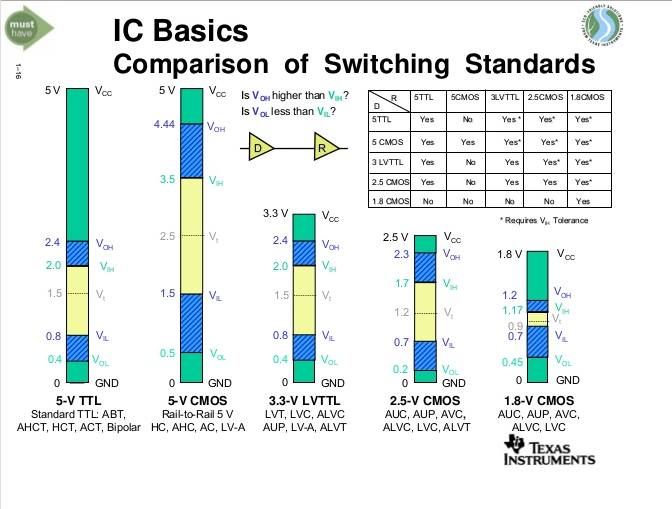 must
have
IC Basics
Comparison of Switching Standards
ECO-FRIENDLY SOLUTIONS
FROM TEXAS INSTRUMENTS
1–16
Is VOH higher than VIH?
Is VOL less than VIL?
D R
R 5TTL 5CMOS 3LVTTL 2.5CMOS 1.8CMOS
D
5TTL Yes No Yes * Yes* Yes*
5 CMOS Yes Yes Yes* Yes* Yes*
3 LVTTL Yes No Yes Yes* Yes*
2.5 CMOS Yes No Yes Yes Yes*
1.8 CMOS No No No No Yes
* Requires VIH Tolerance
5 V VCC
2.4 VOH
2.0 VIH
1.5 Vt
0.8 VIL
0.4 VOL
0 GND
5-V TTL
Standard TTL: ABT,
AHCT, HCT, ACT, Bipolar
5 V VCC
4.44 VOH
3.5 VIH
2.5 Vt
1.5 VIL
0.5 VOL
0 GND
5-V CMOS
Rail-to-Rail 5 V
HC, AHC, AC, LV-A
3.3 V VCC
2.4 VOH
2.0 VIH
1.5 Vt
0.8 VIL
0.4 VOL
0 GND
3.3-V LVTTL
LVT, LVC, ALVC
AUP, LV-A, ALVT
2.5 V VCC
2.3 VOH
1.7 VIH
1.2 Vt
0.7 VIL
0.2 VOL
0 GND
2.5-V CMOS
AUC, AUP, AVC,
ALVC, LVC, ALVT
1.8 V VCC
1.2 VOH
1.17 VIH
0.9 Vt
0.7 VIL
0.45 VOL
0 GND
1.8-V CMOS
AUC, AUP, AVC,
ALVC, LVC
TEXAS
INSTRUMENTS